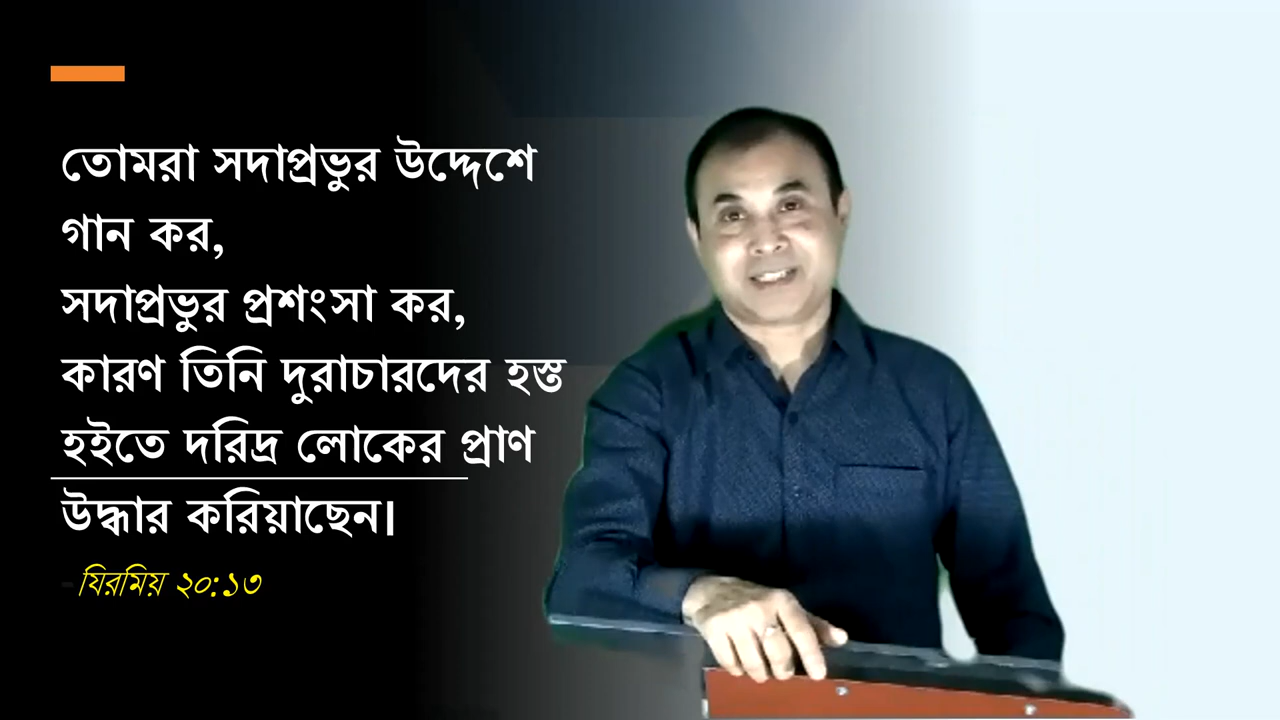 তোমরা সদাপ্রভুর উদ্দেশে
গান কর,
সদাপ্রভুর প্রশংসা কর,
কারণ তিনি দুরাচারদের হস্ত
হইতে দরিদ্র লোকের প্রাণ
উদ্ধার করিয়াছেন।
- যিরমিয় ২০:১৩